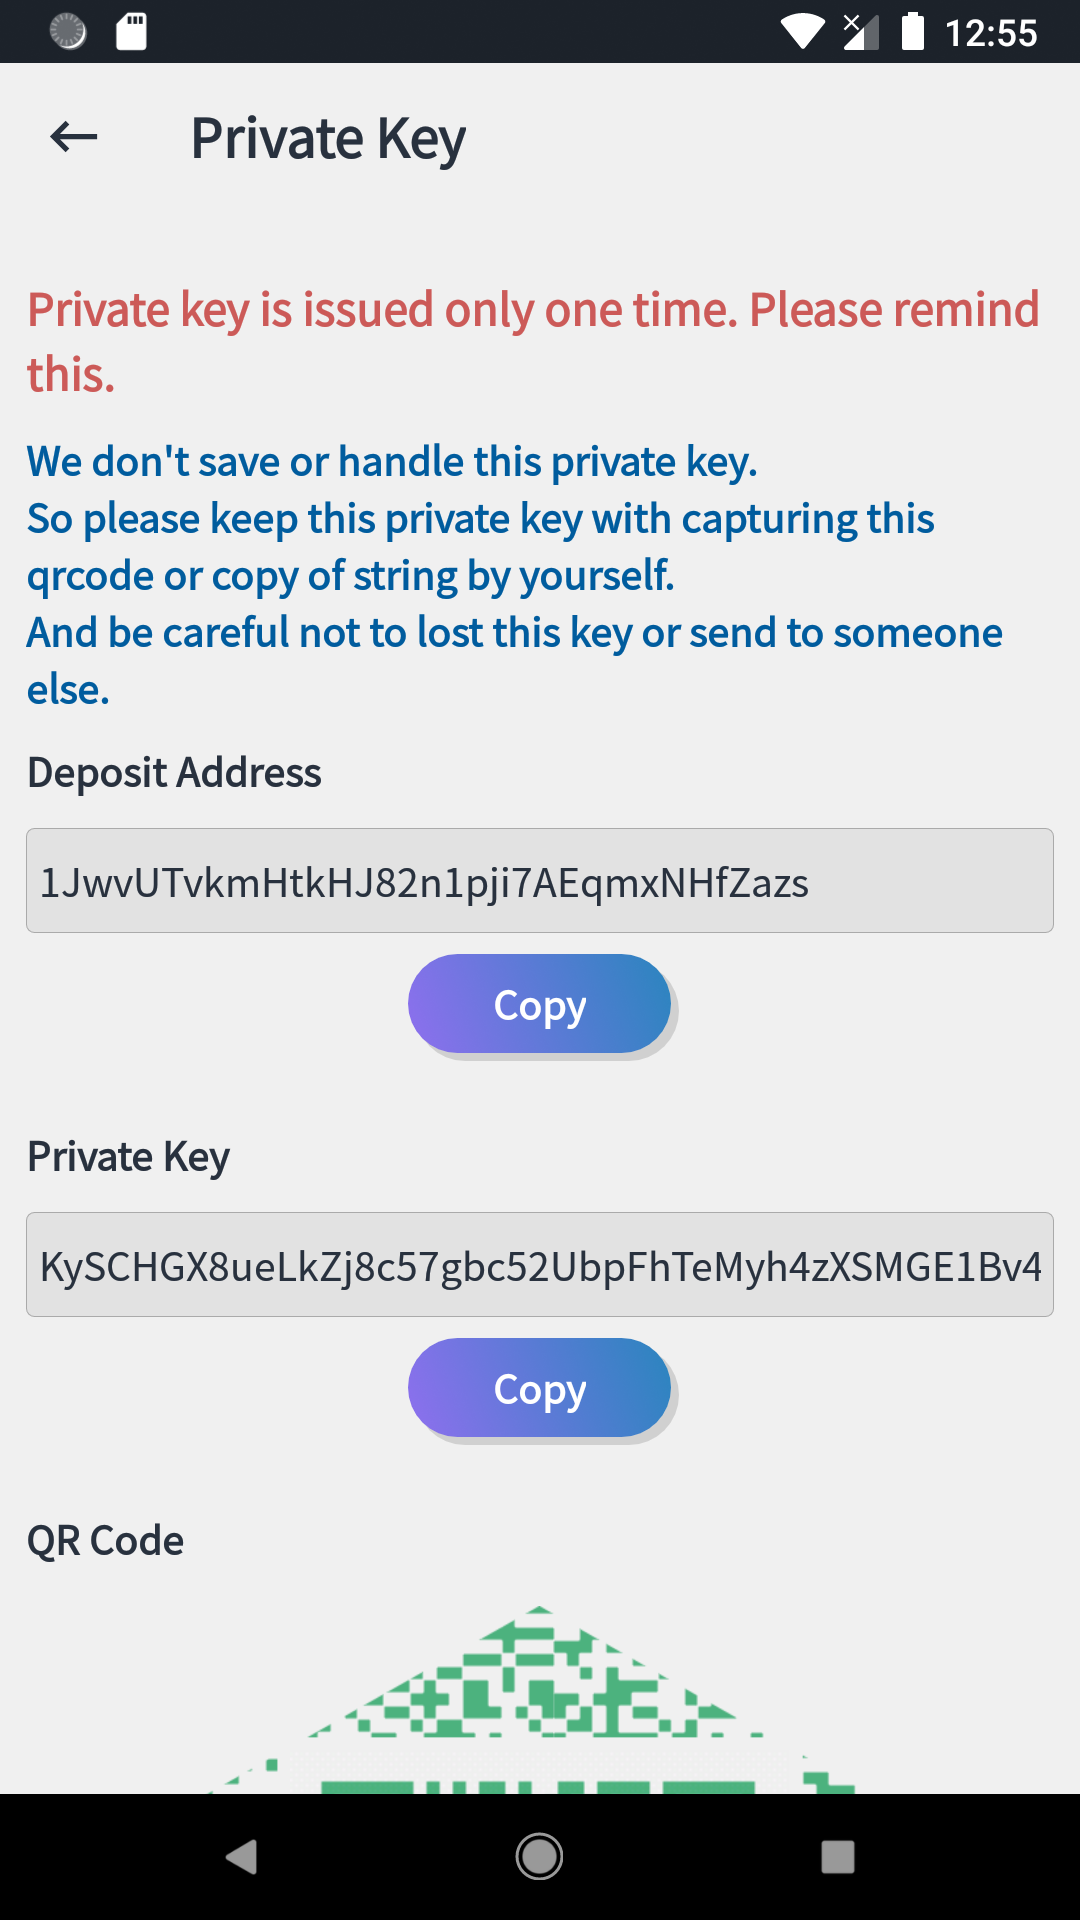 12:55
Private Key
Private key is issued only one time. Please remind
this.
We don't save or handle this private key.
So please keep this private key with capturing this
qrcode or copy of string by yourself.
And be careful not to lost this key or send to someone
else.
Deposit Address
1JwvUTvkmHtkHJ82n1pji7AEqmxNHfZazs
Copy
Private Key
KySCHGX8ueLkZj8c57gbc52UbpFhTeMyh4zXSMGE1Bv4
Copy
QR Code